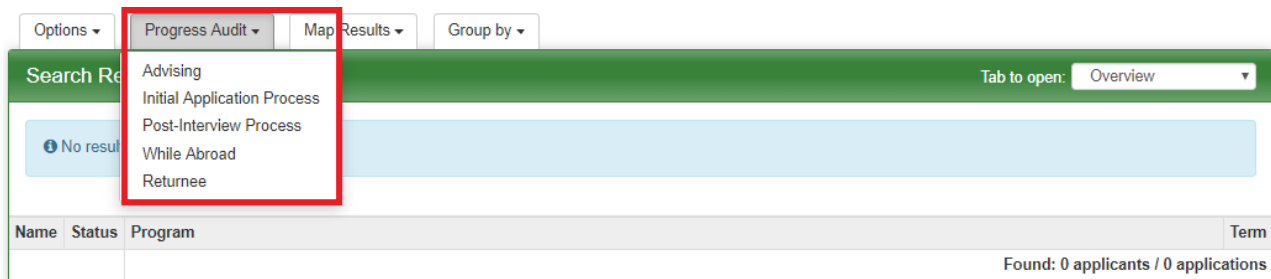 Options Progress Audit Map Results Group by
Search Re Tab to open: Overview
Advising
Initial Application Process
Post-Interview Process
While Abroad
Returnee
No resul
Name Status Program Term
Found: 0 applicants / 0 applications